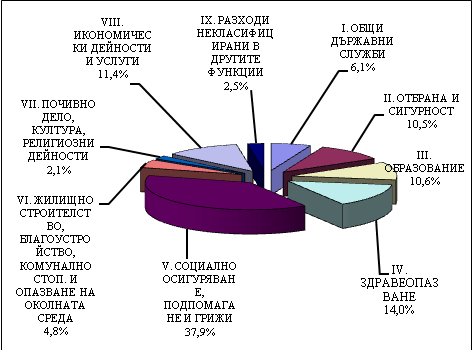 VIII.
ИКОНОМИЧЕС
КИ ДЕЙНОСТИ
И УСЛУГИ
11,4%
IX. РАЗХОДИ
НЕКЛАСИФИЦ
ИРАНИ В
ДРУГИТЕ
ФУНКЦИИ
2,5%
I. ОБЩИ
ДЪРЖАВНИ
СЛУЖБИ
6,1%
II. ОТБРАНА И
СИГУРНОСТ
10,5%
III.
ОБРАЗОВАНИЕ
10,6%
IV.
ЗДРАВЕОПАЗ
ВАНЕ
14,0%
V. СОЦИАЛНО
ОСИГУРЯВАН
Е,
ПОДПОМАГА
НЕ И ГРИЖИ
37,9%
VI. ЖИЛИЩНО
СТРОИТЕЛСТ
ВО,
БЛАГОУСТРО
ЙСТВО,
КОМУНАЛНО
СТОП. И
ОПАЗВАНЕ НА
ОКОЛНАТА
СРЕДА
4,8%
VII. ПОЧИВНО
ДЕЛО,
КУЛТУРА,
РЕЛИГИОЗНИ
ДЕЙНОСТИ
2,1%